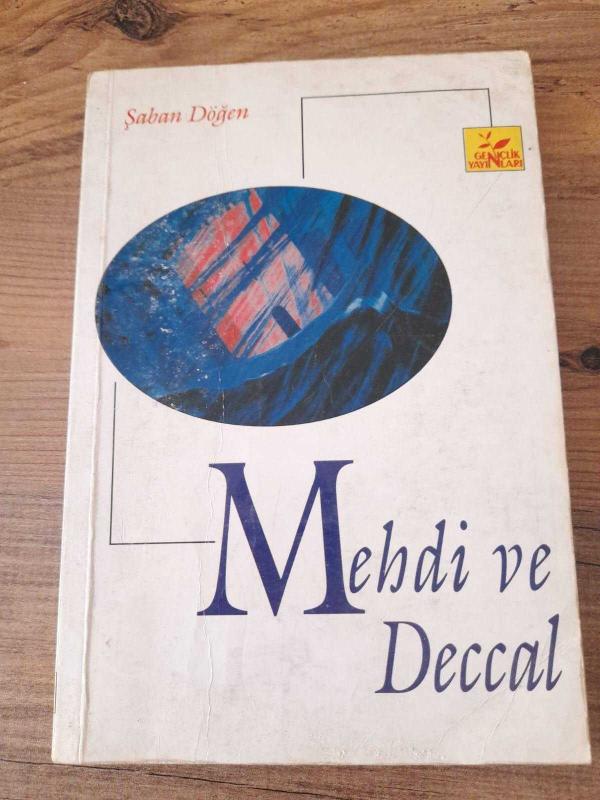 Şaban Döğen
GENÇLİK
YAYINLARI
Mehdi ve
Deccal